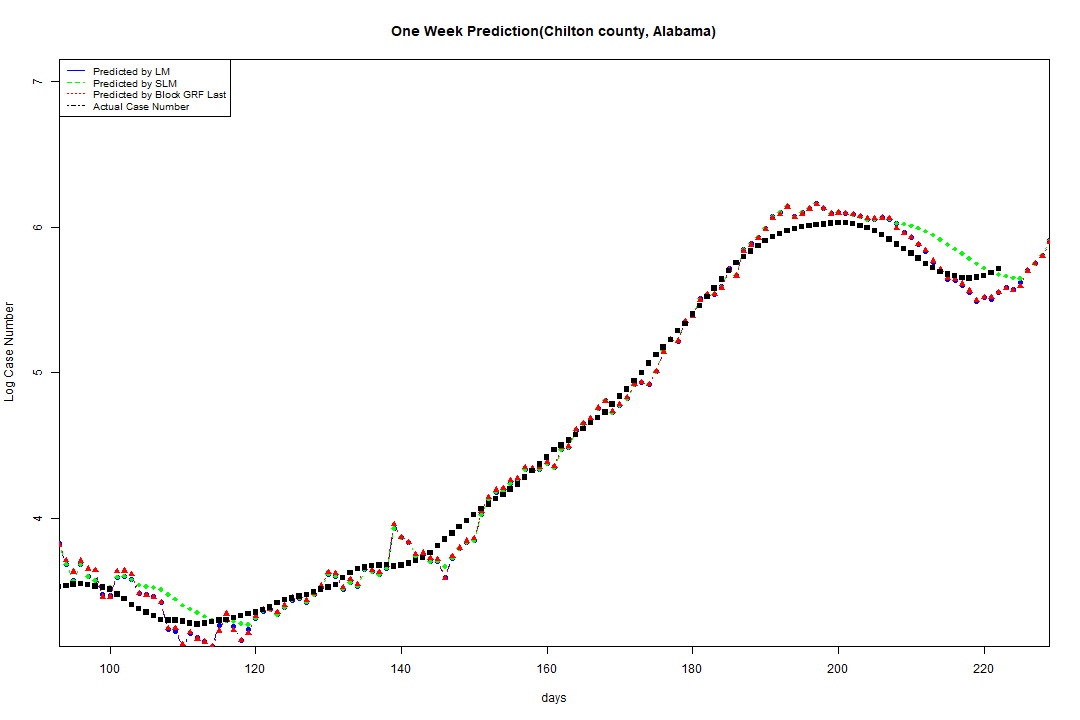 One Week Prediction(Chilton county, Alabama)
Predicted by LM
Predicted by SLM
Predicted by Block GRF Last
Actual Case Number
7
6
5
4
Log Case Number
100 120 140 160 180 200 220
days